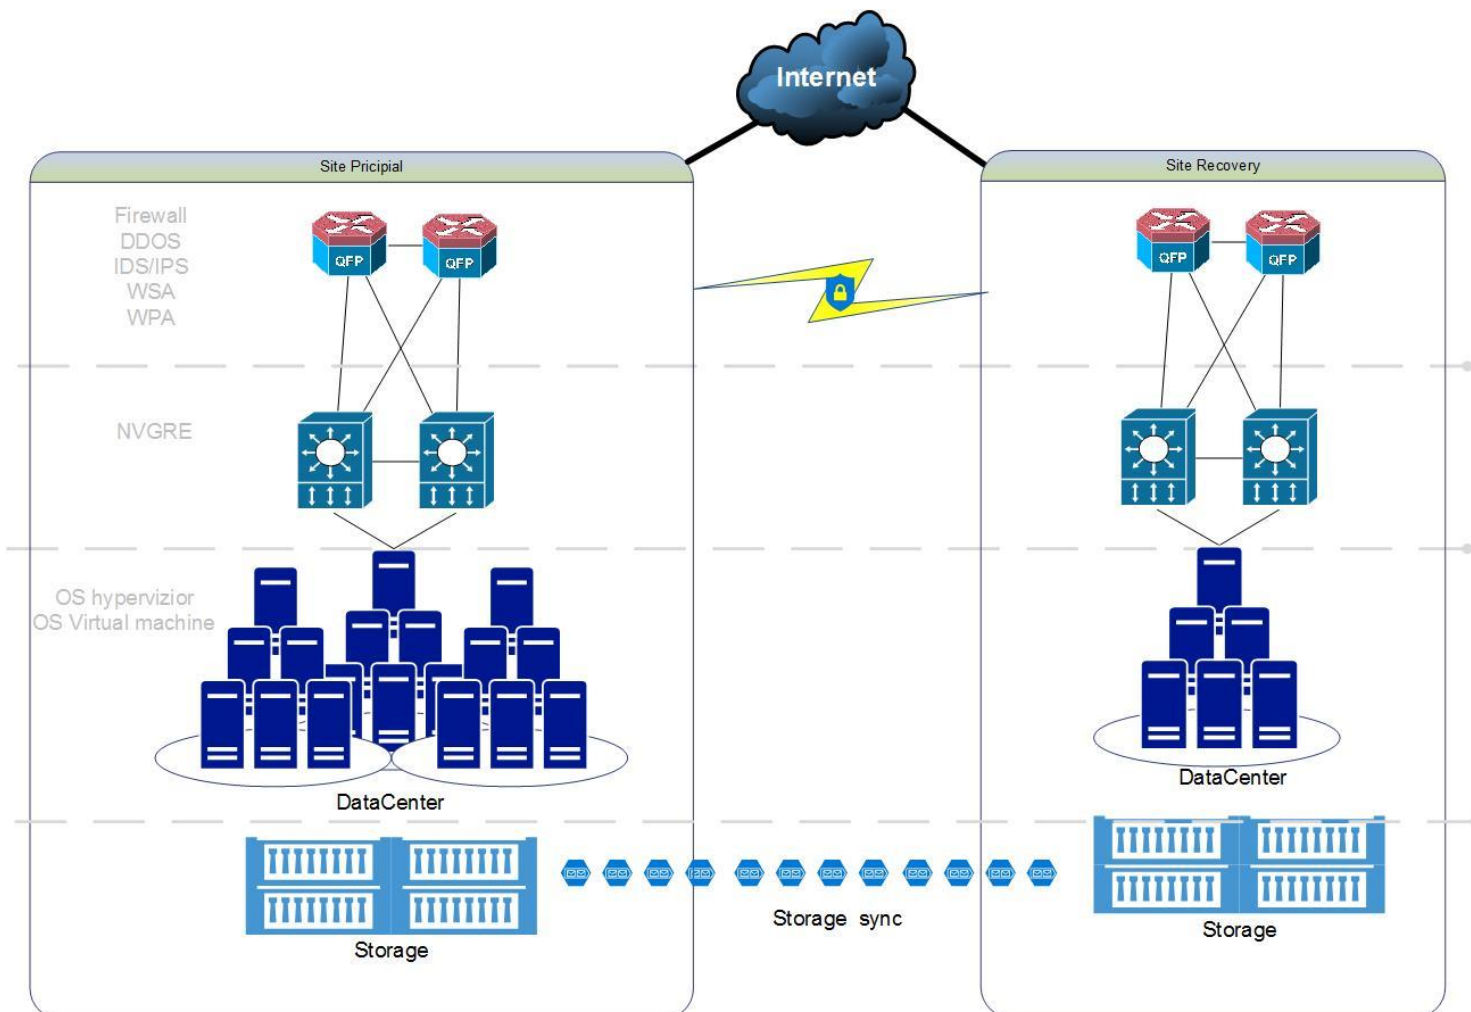 Internet
Site Pricipial
Site Recovery
Firewall
DDOS
IDS/IPS
WSA
WPA
QFP
QFP
QFP
QFP
NVGRE
OS hypervizior
OS Virtual machine
DataCenter
DataCenter
Storage sync
Storage
Storage